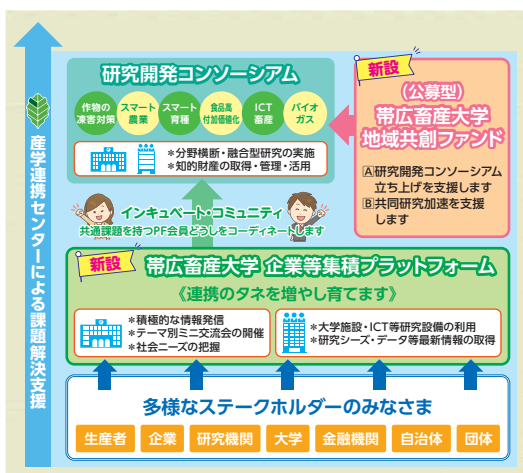 研究開発コンソーシアム
作物の
凍害対策
スマート
農業
スマート
育種
食品高
付加価値化
ICT
畜産
バイオ
ガス
*分野横断・融合型研究の実施
*知的財産の取得・管理・活用
新設
(公募型)
帯広畜産大学
地域共創ファンド
A研究開発コンソーシアム
立ち上げを支援します
B共同研究加速を支援
します
インキュベート・コミュニティ
共通課題を持つPF会員どうしをコーディネートします
新設
帯広畜産大学 企業等集積プラットフォーム
《連携のタネを増やし育てます》
*積極的な情報発信
*テーマ別ミニ交流会の開催
*社会ニーズの把握
*大学施設・ICT等研究設備の利用
*研究シーズ・データ等最新情報の取得
多様なステークホルダーのみなさま
生産者
企業
研究機関
大学
金融機関
自治体
団体
産学連携センターによる課題解決支援